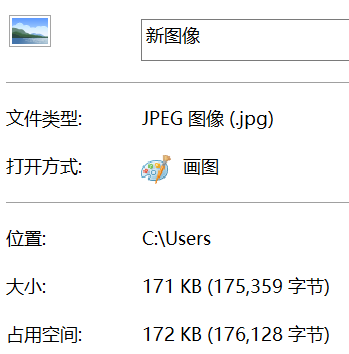 新图像
文件类型: JPEG 图像 (.jpg)
打开方式: 画图
位置: C:\Users
大小: 171 KB (175,359 字节)
占用空间: 172 KB (176,128 字节)